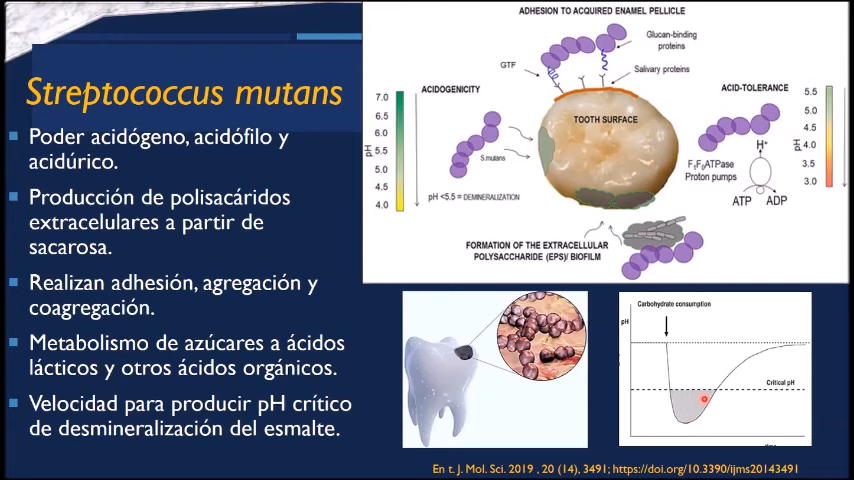 Streptococcus mutans
Poder acidógeno, acidófilo y
acidúrico.
Producción de polisacáridos
extracelulares a partir de
sacarosa.
Realizan adhesión, agregación y
coagregación.
Metabolismo de azúcares a ácidos
lácticos y otros ácidos orgánicos.
Velocidad para producir pH crítico
de desmineralización del esmalte.
ADHESION TO ACQUIRED ENAMEL PELLICLE
Glucan-binding
proteins
GTF
Salivary proteins
ACIDOGENICITY
7.0
6.5
6.0
5.5
5.0
4.5
4.0
pH
S.mutans
pH <5.5 = DEMINERALIZATION
TOOTH SURFACE
ACID-TOLERANCE
5.5
5.0
4.5
4.0
3.5
3.0
pH
H+
F1F0ATPase
Proton pumps
ATP
ADP
FORMATION OF THE EXTRACELLULAR
POLYSACCHARIDE (EPS)/ BIOFILM
Carbohydrate consumption
pH
Critical pH
En t. J. Mol. Sci. 2019 , 20 (14), 3491; https://doi.org/10.3390/ijms20143491